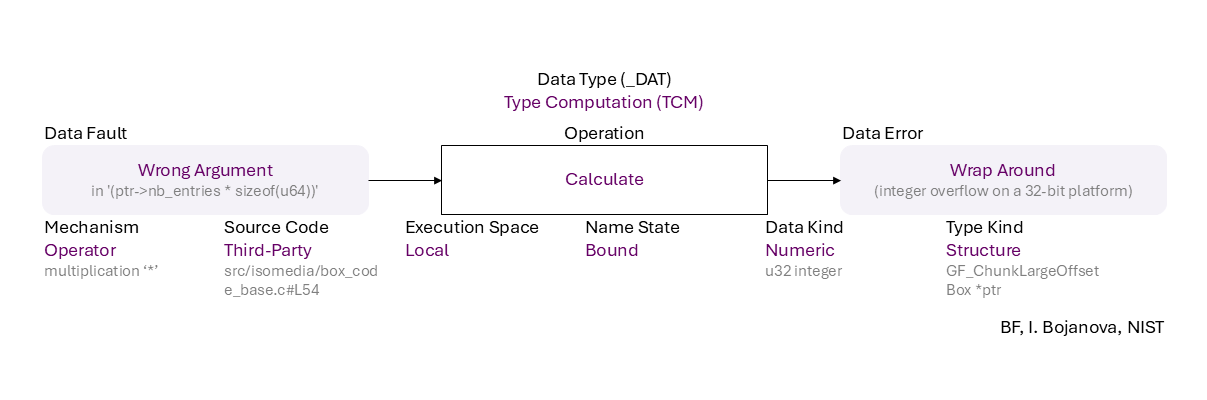 Data Type (_DAT)
Type Computation (TCM)
Data Fault
Operation
Data Error
Wrong Argument
in '(ptr->nb_entries * sizeof(u64))'
Calculate
Wrap Around
(integer overflow on a 32-bit platform)
Mechanism
Operator
multiplication ‘*’
Source Code
Third-Party
src/isomedia/box_cod
e_base.c#L54
Execution Space
Local
Name State
Bound
Data Kind
Numeric
u32 integer
Type Kind
Structure
GF_ChunkLargeOffset
Box *ptr
BF, I. Bojanova, NIST